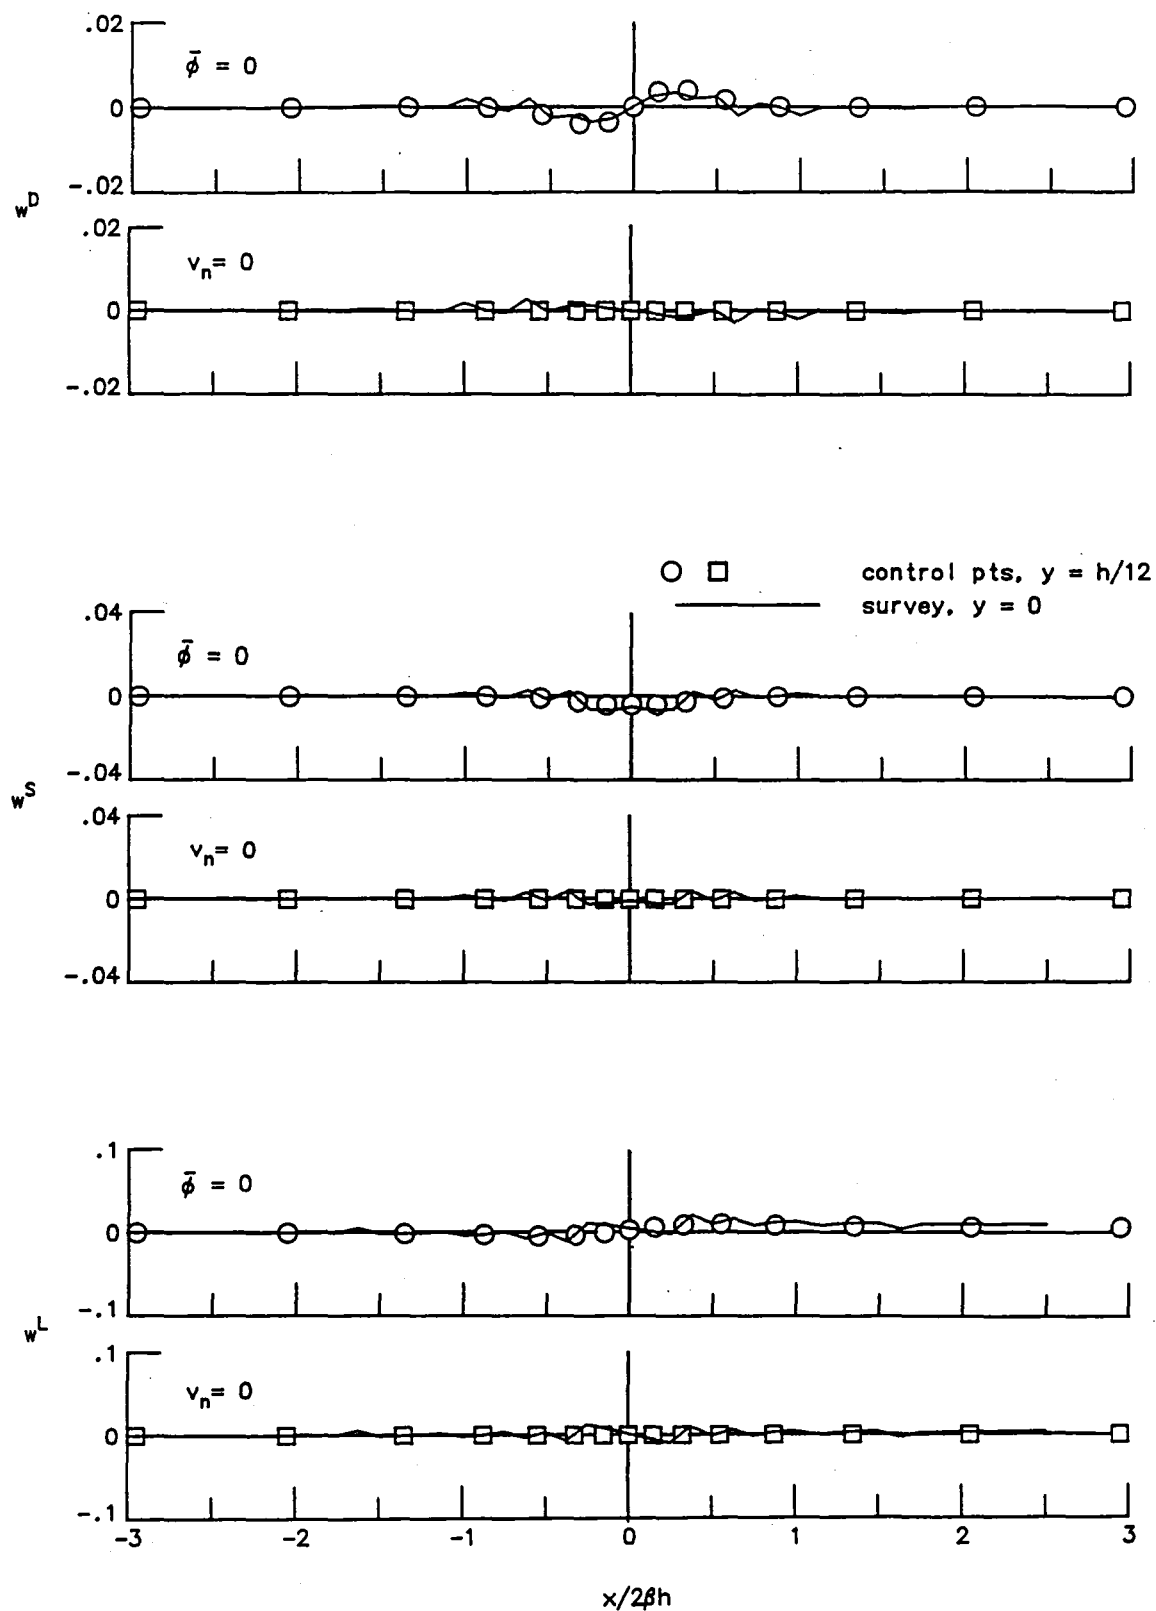 .02
φ̄ = 0
0
-.02
w^D
.02
v_n= 0
0
-.02
○ □ control pts, y = h/12
survey, y = 0
.04
φ̄ = 0
0
-.04
w^S
.04
v_n= 0
0
-.04
.1
φ̄ = 0
0
-.1
w^L
.1
v_n= 0
0
-.1
-3 -2 -1 0 1 2 3
x/2βh